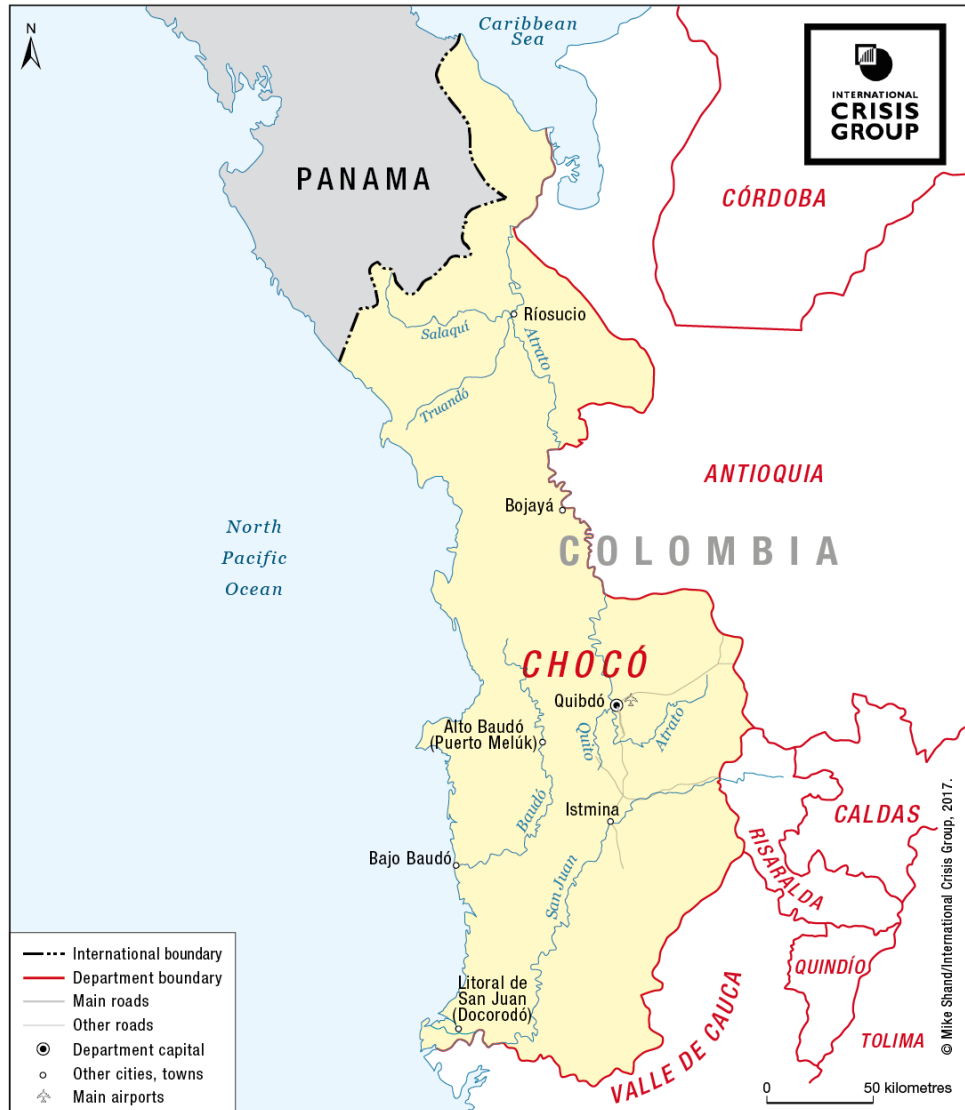 N
Caribbean
Sea
INTERNATIONAL
CRISIS
GROUP
PANAMA
CÓRDOBA
Ríosucio
Salaquí
Atrato
Truandó
ANTIOQUIA
Bojayá
COLOMBIA
North
Pacific
Ocean
CHOCÓ
Quibdó
Alto Baudó
(Puerto Melúk)
Quito
Atrato
Istmina
Baudó
CALDAS
RISARALDA
Bajo Baudó
San Juan
QUINDÍO
Litoral de
San Juan
(Docorodó)
VALLE DE CAUCA
TOLIMA
© Mike Shand/International Crisis Group, 2017.
International boundary
Department boundary
Main roads
Other roads
Department capital
Other cities, towns
Main airports
0 50 kilometres